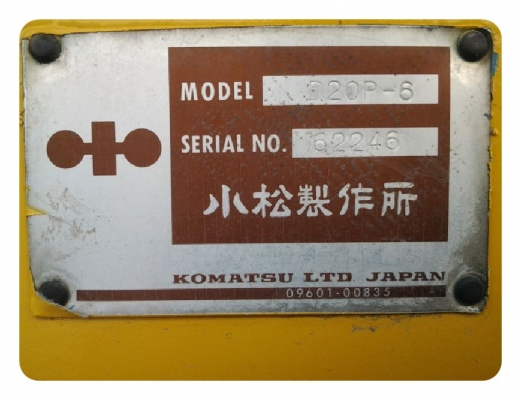 MODEL D20P-6
SERIAL NO. 62246
小松製作所
KOMATSU LTD JAPAN
09601-00835